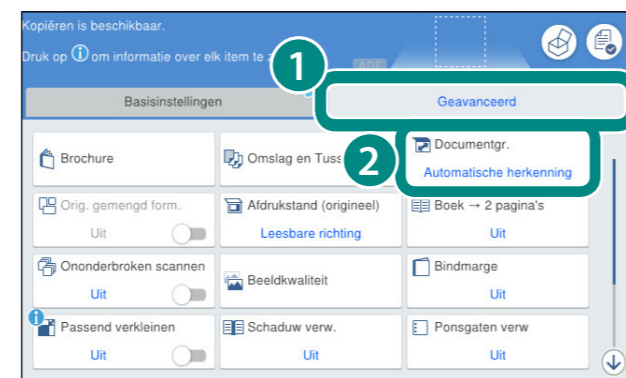 Kopiëren is beschikbaar.
Druk op ⓘ om informatie over elk item te
ADF
1
Basisinstellingen
Geavanceerd
2
Brochure
Omslag en Tuss
Documentgr.
Automatische herkenning
Orig. gemengd form.
Uit
Afdrukstand (origineel)
Leesbare richting
Boek → 2 pagina's
Uit
Ononderbroken scannen
Uit
Beeldkwaliteit
Bindmarge
Uit
Passend verkleinen
Uit
Schaduw verw.
Uit
Ponsgaten verw
Uit